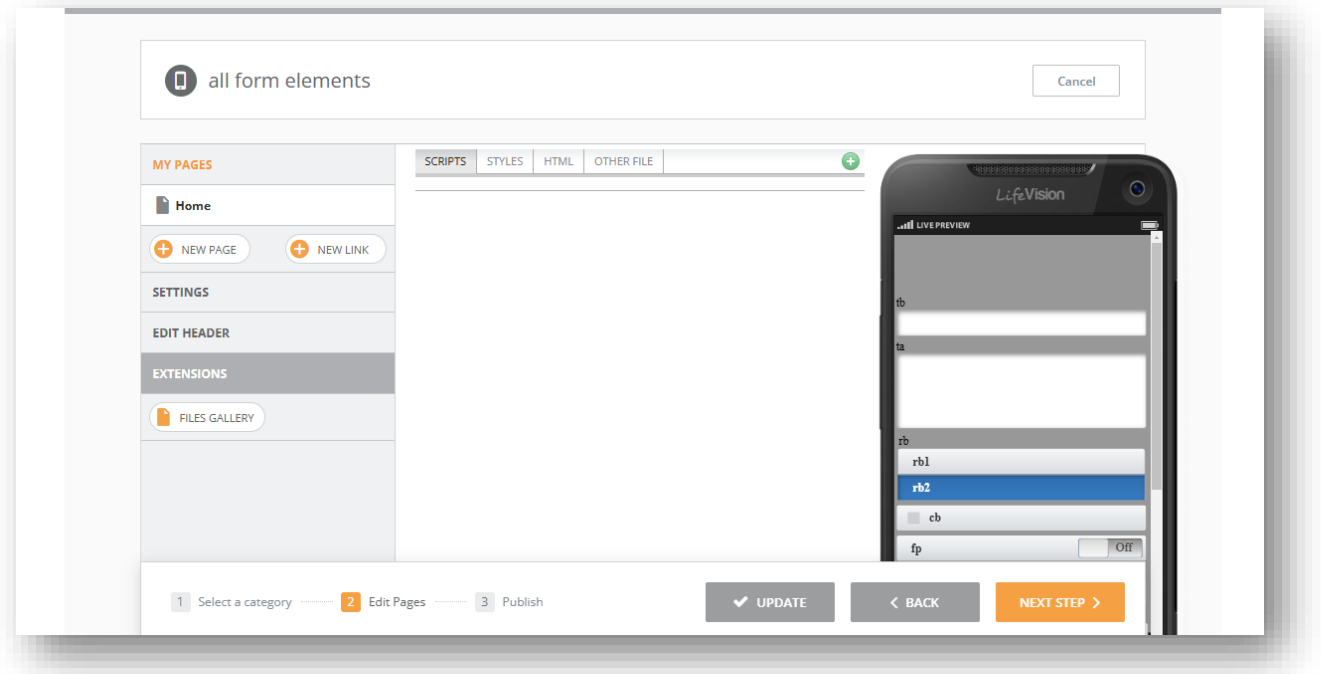 all form elements
Cancel
MY PAGES
Home
NEW PAGE
NEW LINK
SETTINGS
EDIT HEADER
EXTENSIONS
FILES GALLERY
SCRIPTS STYLES HTML OTHER FILE
LifeVision
LIVE PREVIEW
tb
ta
rb
rb1
rb2
cb
fp Off
1 Select a category 2 Edit Pages 3 Publish
UPDATE
BACK
NEXT STEP